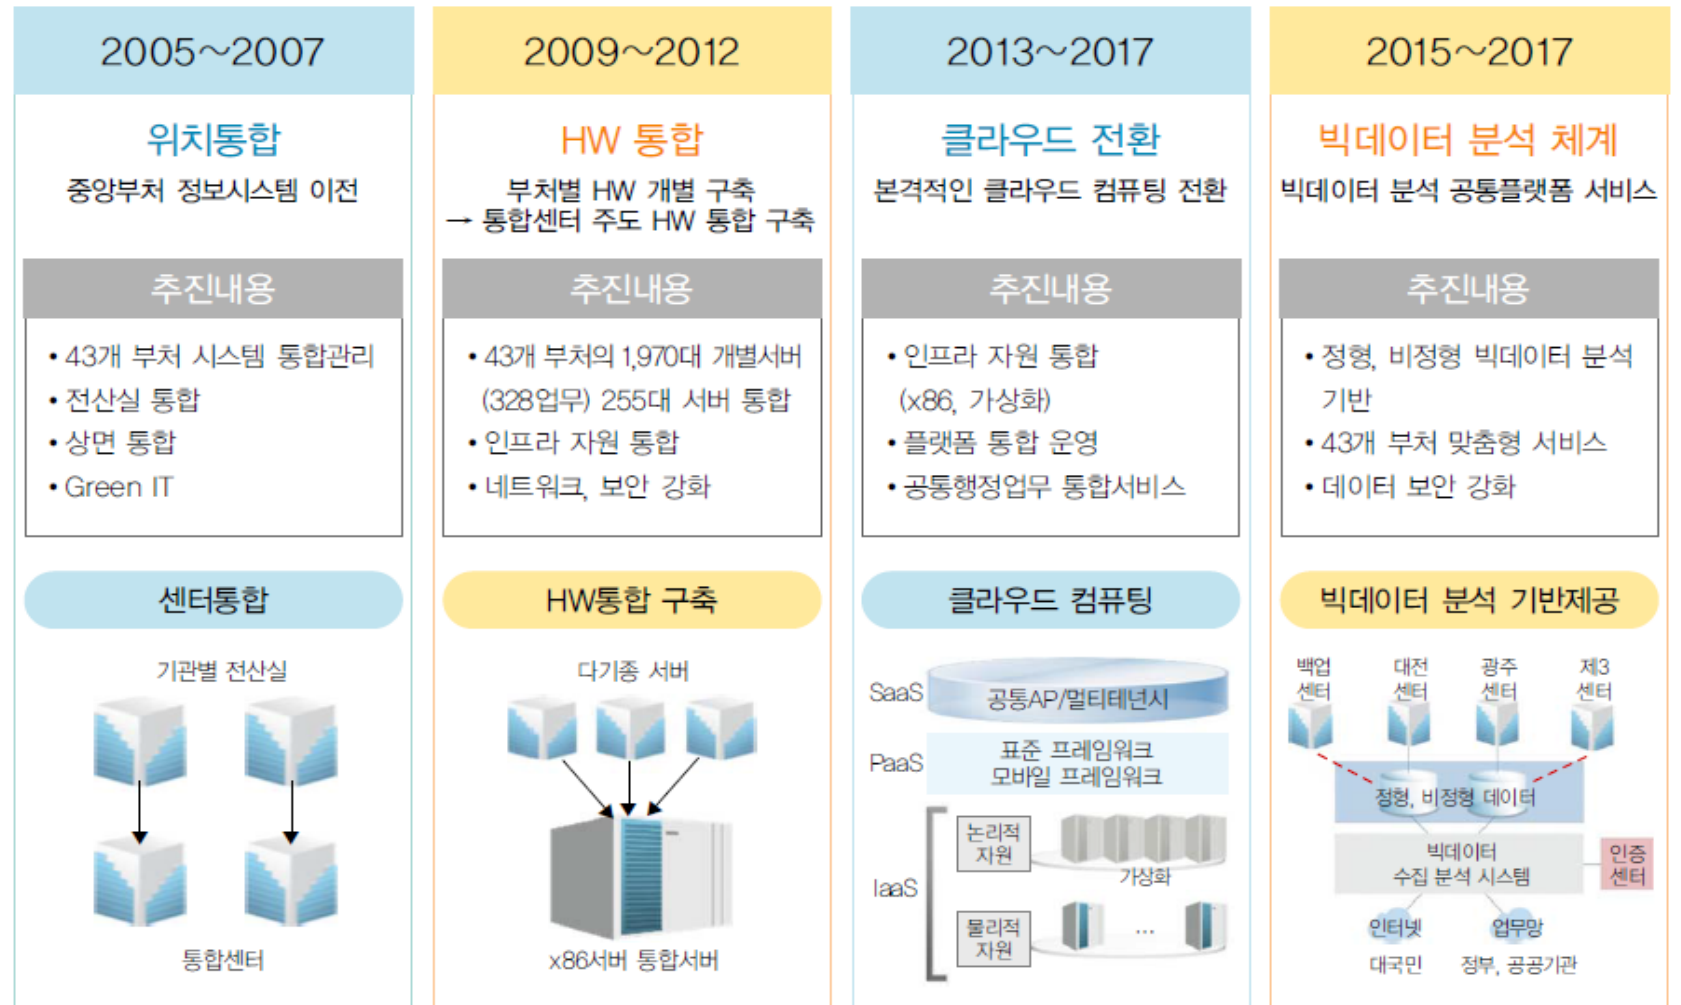 2005～2007
위치통합
중앙부처 정보시스템 이전
추진내용
• 43개 부처 시스템 통합관리
• 전산실 통합
• 상면 통합
• Green IT
센터통합
기관별 전산실
통합센터
2009～2012
HW 통합
부처별 HW 개별 구축
→ 통합센터 주도 HW 통합 구축
추진내용
• 43개 부처의 1,970대 개별서버
(328업무) 255대 서버 통합
• 인프라 자원 통합
• 네트워크, 보안 강화
HW통합 구축
다기종 서버
x86서버 통합서버
2013～2017
클라우드 전환
본격적인 클라우드 컴퓨팅 전환
추진내용
• 인프라 자원 통합
(x86, 가상화)
• 플랫폼 통합 운영
• 공통행정업무 통합서비스
클라우드 컴퓨팅
SaaS
공통AP/멀티테넌시
PaaS
표준 프레임워크
모바일 프레임워크
IaaS
논리적
자원
가상화
물리적
자원
...
2015～2017
빅데이터 분석 체계
빅데이터 분석 공통플랫폼 서비스
추진내용
• 정형, 비정형 빅데이터 분석
기반
• 43개 부처 맞춤형 서비스
• 데이터 보안 강화
빅데이터 분석 기반제공
백업
센터
대전
센터
광주
센터
제3
센터
정형, 비정형 데이터
빅데이터
수집 분석 시스템
인증
센터
인터넷
업무망
대국민
정부, 공공기관